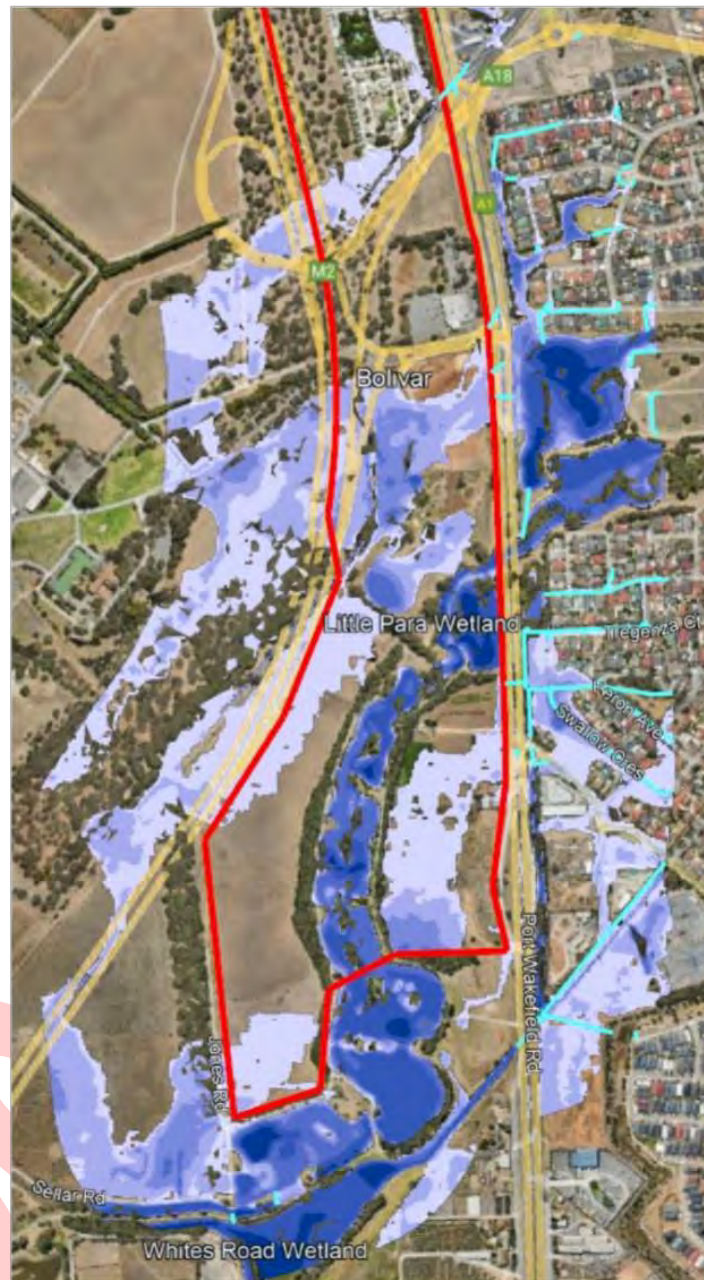 A18
A1
M2
Bolivar
Little Para Wetland
Tregenza Ct
Heron Ave
Swallow Cres
Port Wakefield Rd
Jones Rd
Sellar Rd
Whites Road Wetland